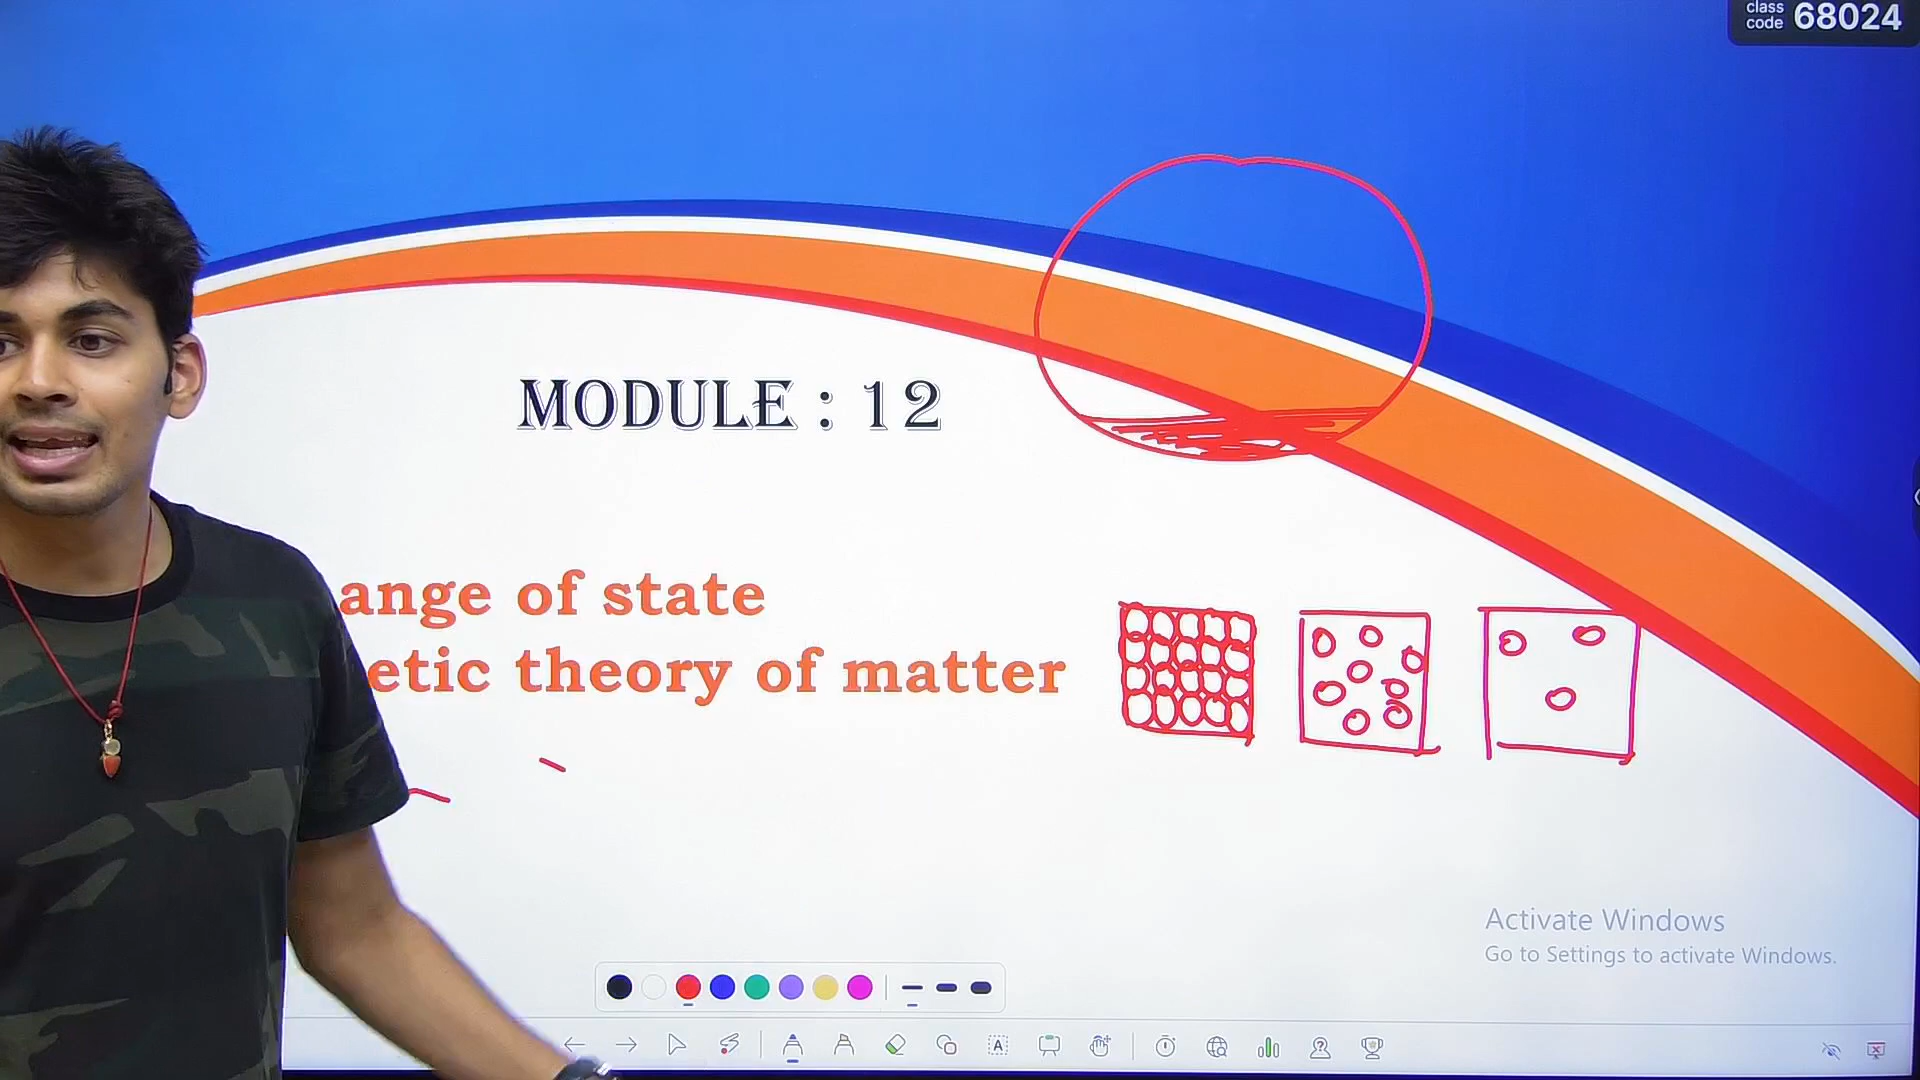 class
code 68024
MODULE : 12
ange of state
etic theory of matter
Activate Windows
Go to Settings to activate Windows.